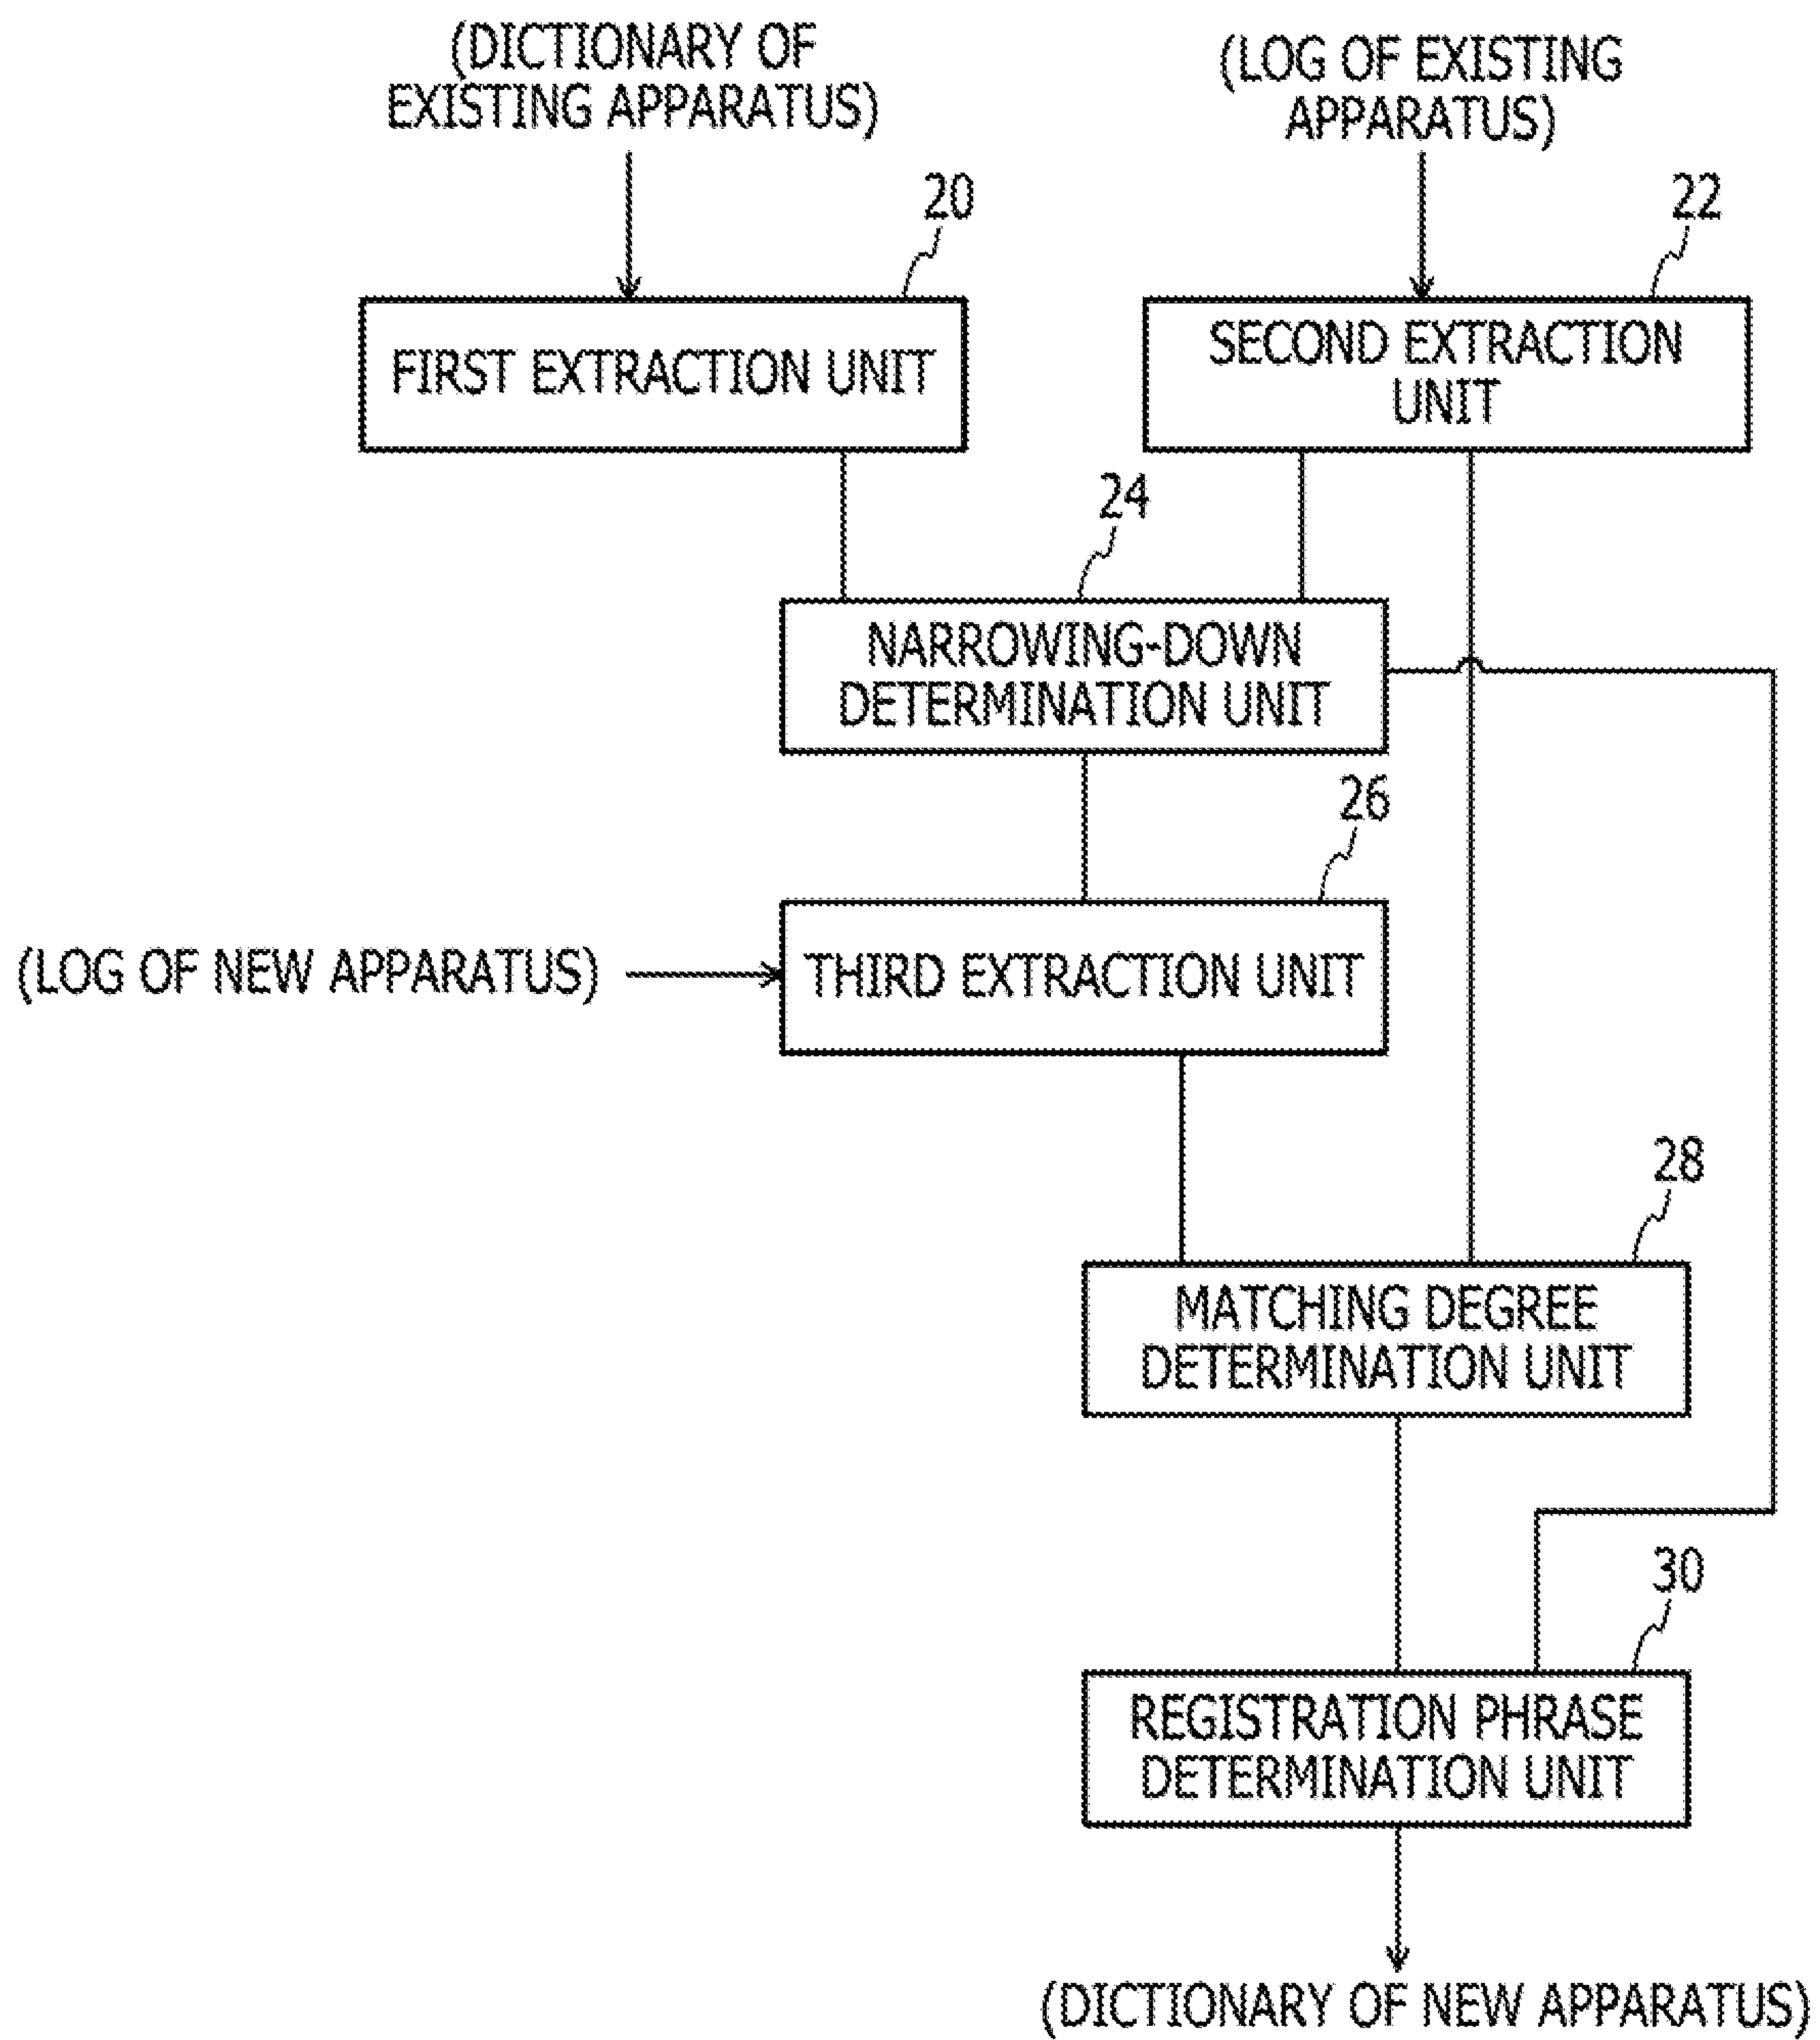 (DICTIONARY OF
EXISTING APPARATUS)
(LOG OF EXISTING
APPARATUS)
20
22
FIRST EXTRACTION UNIT
SECOND EXTRACTION
UNIT
24
NARROWING-DOWN
DETERMINATION UNIT
26
(LOG OF NEW APPARATUS)
THIRD EXTRACTION UNIT
28
MATCHING DEGREE
DETERMINATION UNIT
30
REGISTRATION PHRASE
DETERMINATION UNIT
(DICTIONARY OF NEW APPARATUS)